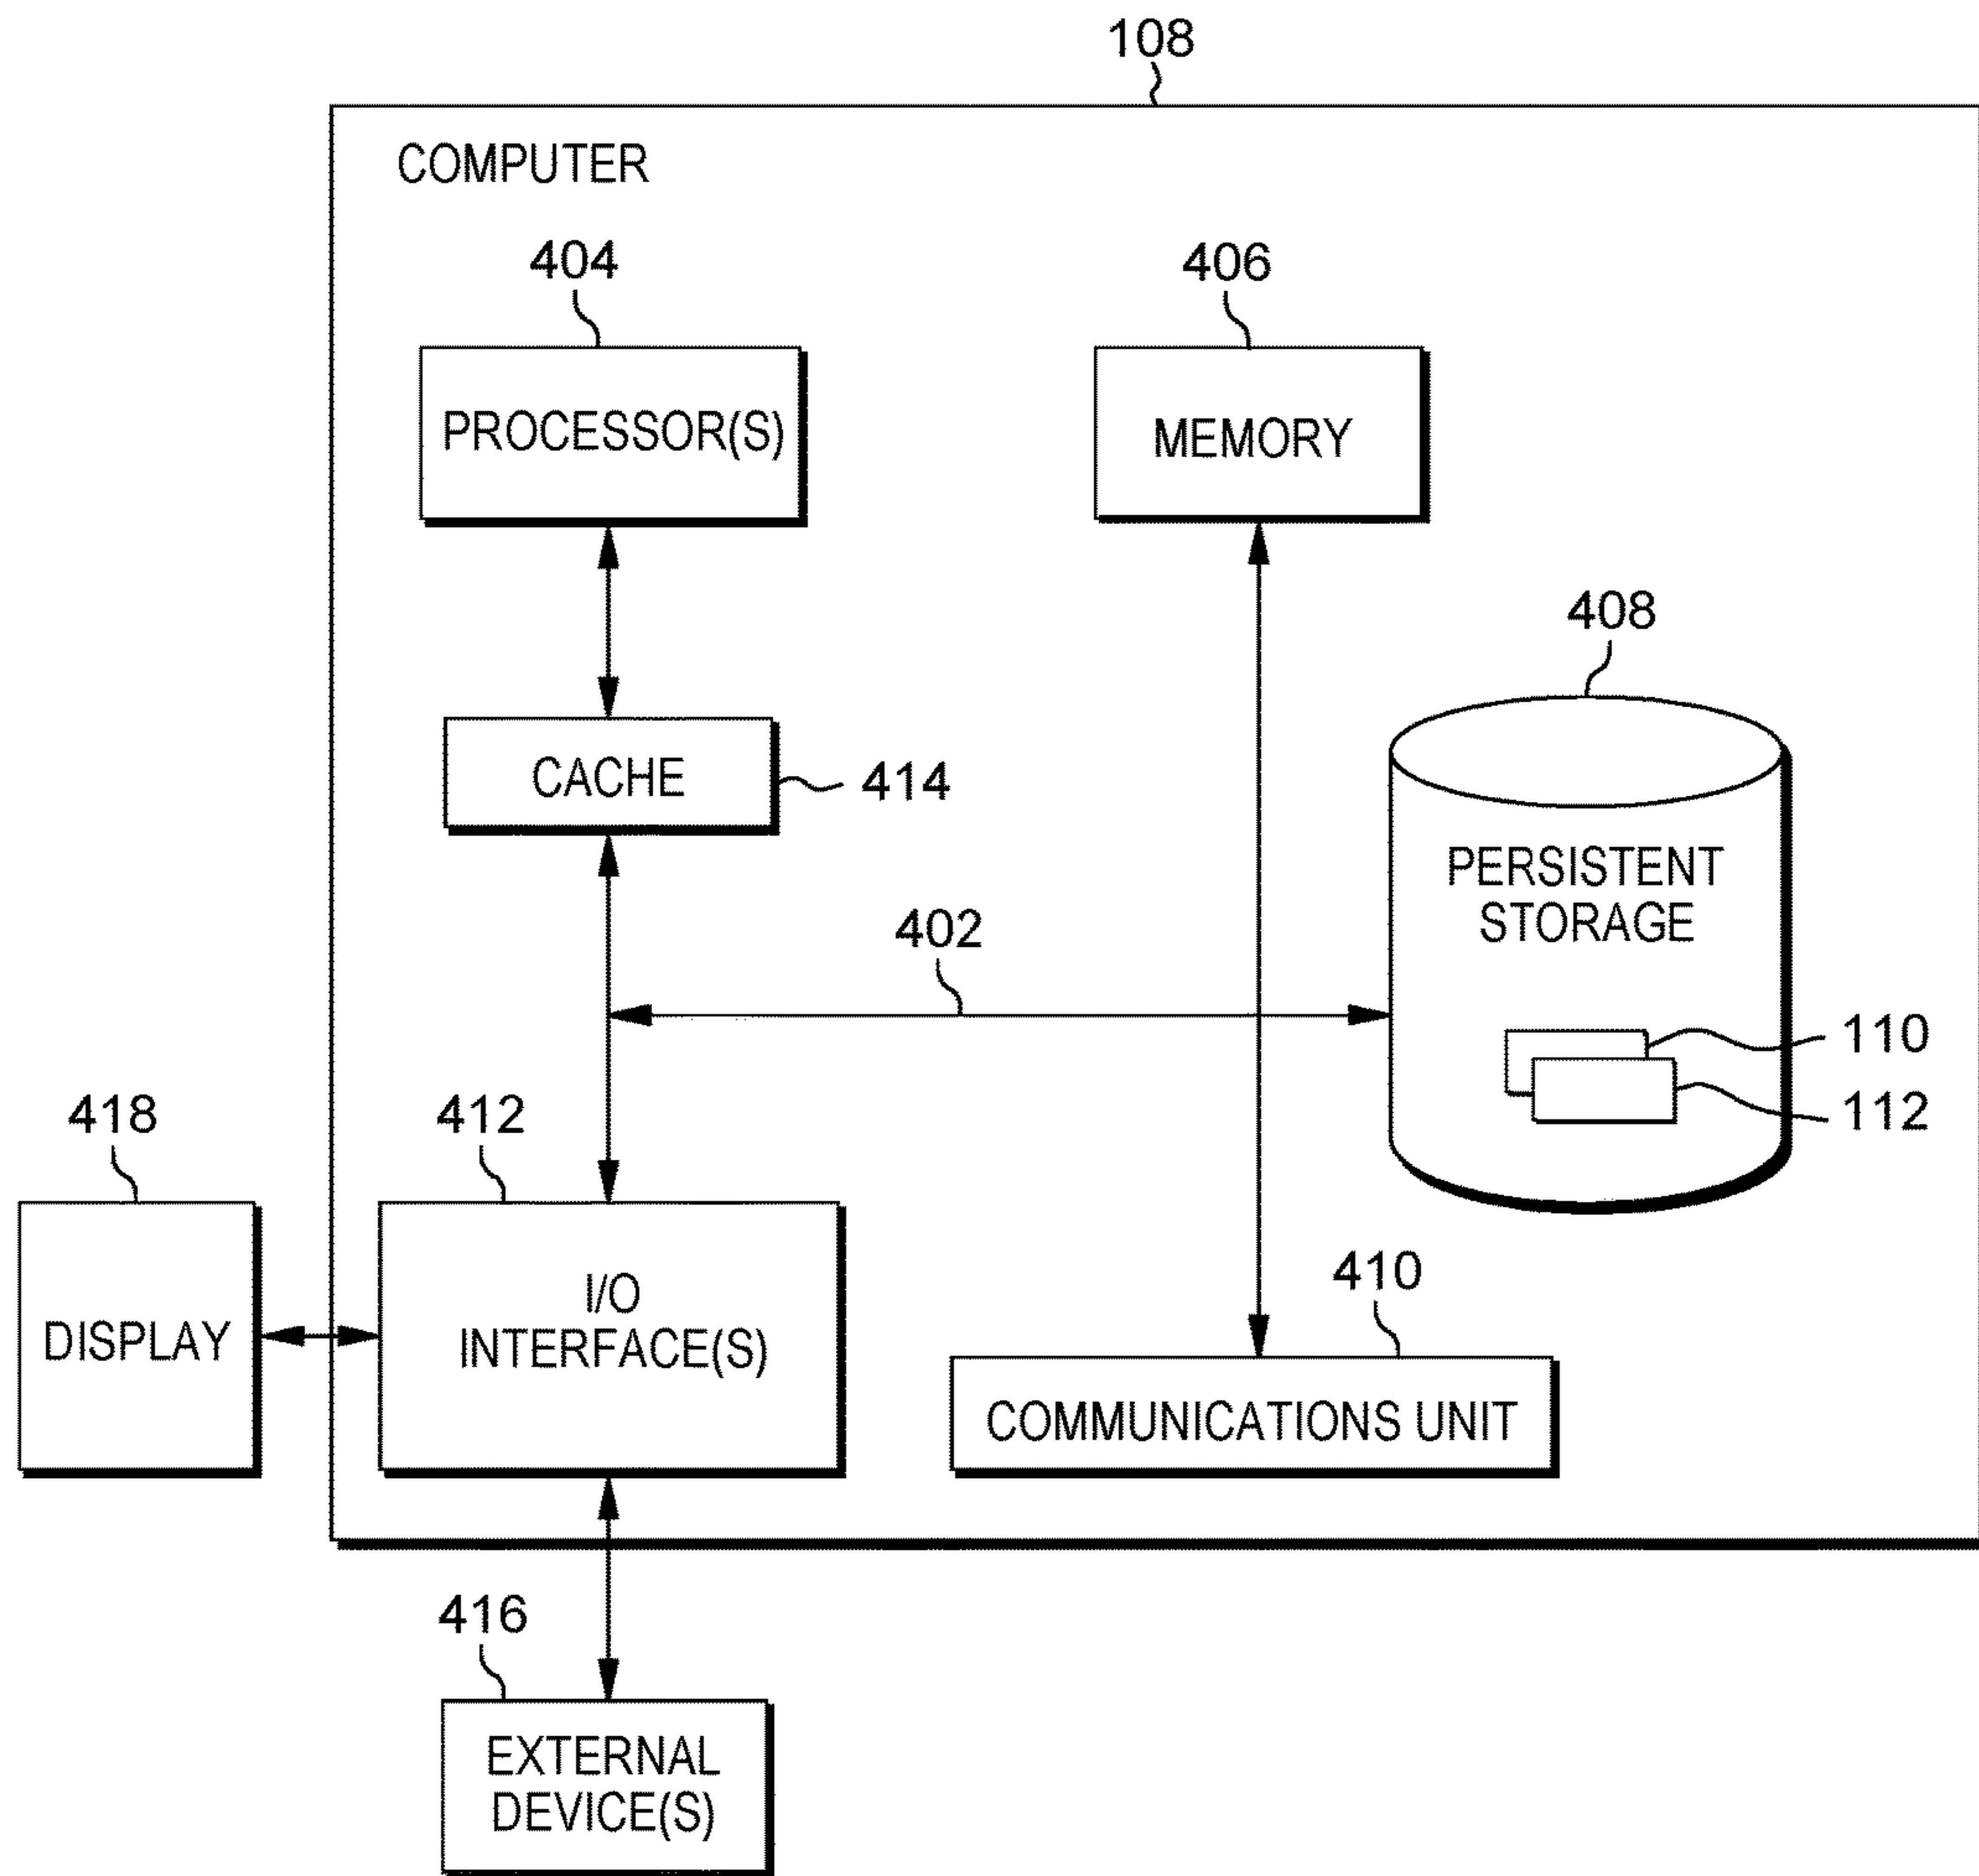 108
COMPUTER
404
406
PROCESSOR(S)
MEMORY
408
CACHE
414
PERSISTENT
STORAGE
402
110
112
418
412
I/O
INTERFACE(S)
DISPLAY
410
COMMUNICATIONS UNIT
416
EXTERNAL
DEVICE(S)